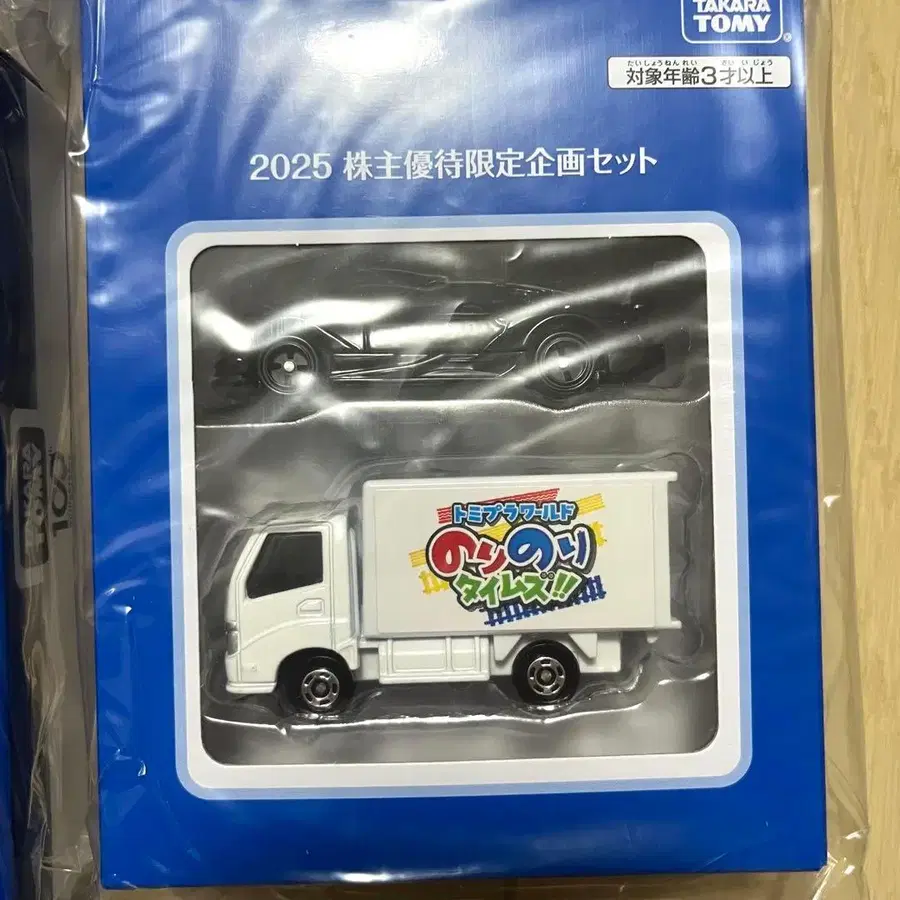 TAKARA
TOMY
たいしょうねんれい さい いじょう
対象年齢3才以上
2025 株主優待限定企画セット
トミプラワールド
のりのり
タイムズ!!
TAKARA
TOMY